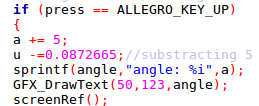 if (press == ALLEGRO_KEY_UP)
{
a += 5;
u -=0.0872665;//substracting 5
sprintf(angle,"angle: %i",a);
GFX_DrawText(50,123,angle);
screenRef();